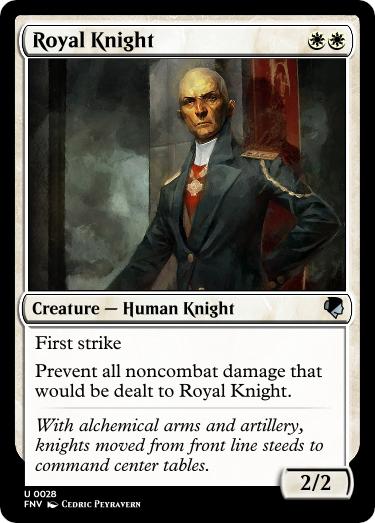 Royal Knight
Creature — Human Knight
First strike
Prevent all noncombat damage that
would be dealt to Royal Knight.
With alchemical arms and artillery,
knights moved from front line steeds to
command center tables.
2/2
U 0028
FNV Cedric Peyravern